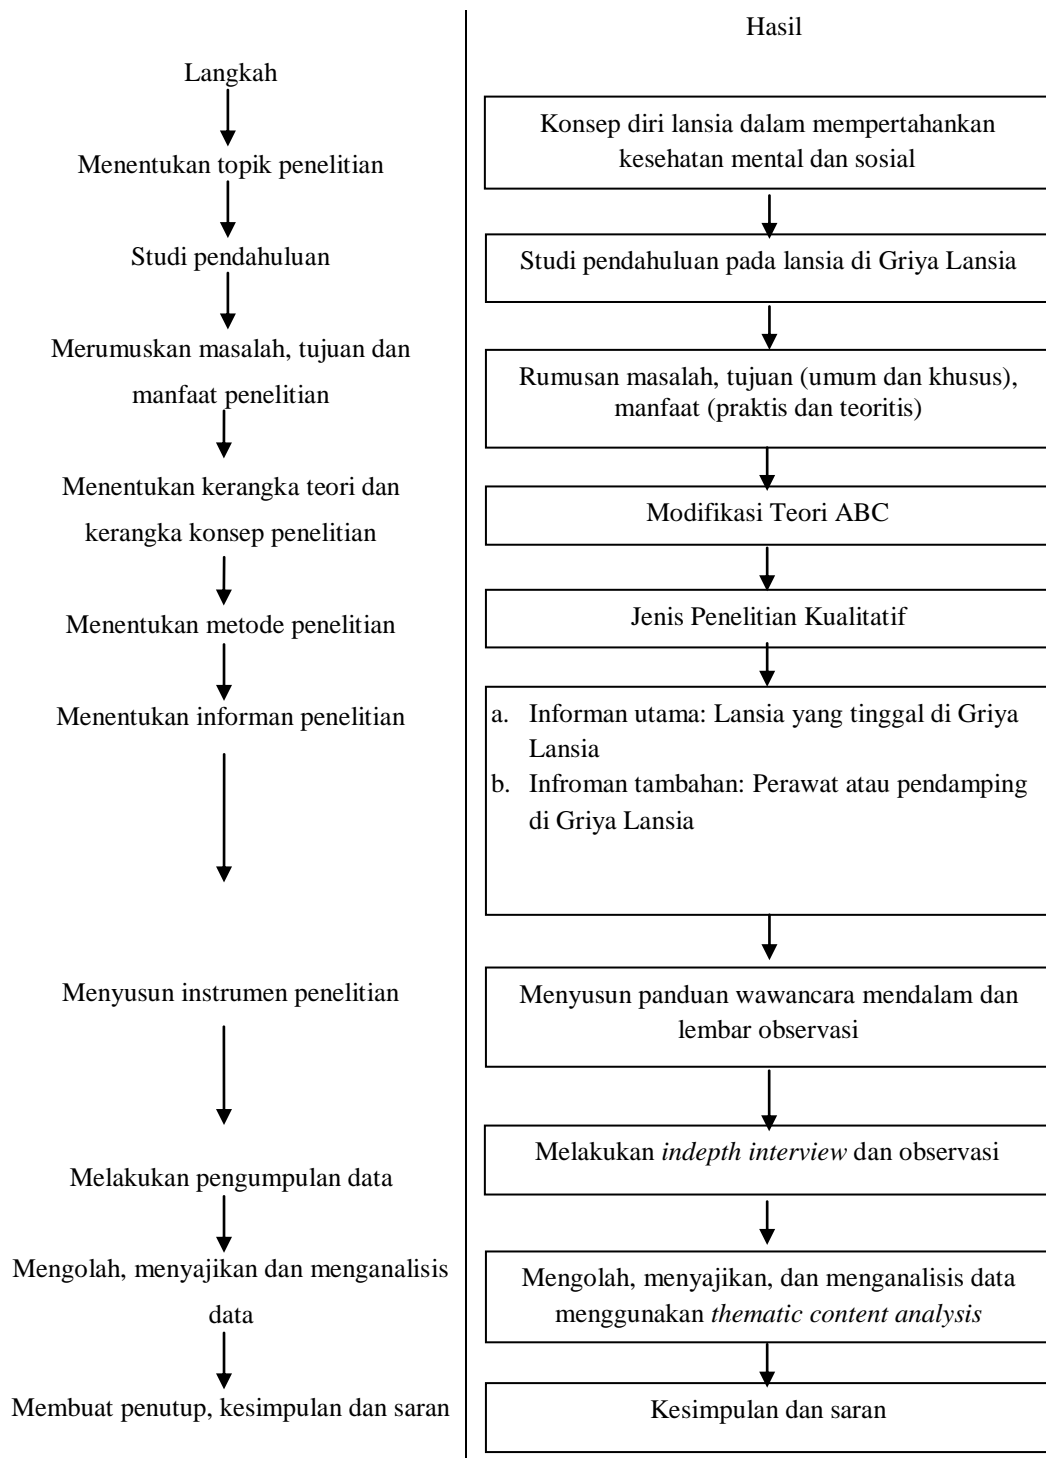 Langkah
Menentukan topik penelitian
Studi pendahuluan
Merumuskan masalah, tujuan dan
manfaat penelitian
Menentukan kerangka teori dan
kerangka konsep penelitian
Menentukan metode penelitian
Menentukan informan penelitian
Menyusun instrumen penelitian
Melakukan pengumpulan data
Mengolah, menyajikan dan menganalisis
data
Membuat penutup, kesimpulan dan saran
Hasil
Konsep diri lansia dalam mempertahankan
kesehatan mental dan sosial
Studi pendahuluan pada lansia di Griya Lansia
Rumusan masalah, tujuan (umum dan khusus),
manfaat (praktis dan teoritis)
Modifikasi Teori ABC
Jenis Penelitian Kualitatif
a. Informan utama: Lansia yang tinggal di Griya
Lansia
b. Infroman tambahan: Perawat atau pendamping
di Griya Lansia
Menyusun panduan wawancara mendalam dan
lembar observasi
Melakukan indepth interview dan observasi
Mengolah, menyajikan, dan menganalisis data
menggunakan thematic content analysis
Kesimpulan dan saran